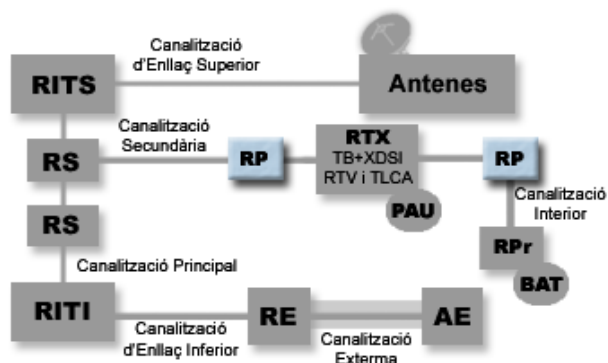 Canalització
d'Enllaç Superior
RITS
Antenes
Canalització
Secundària
RS
RP
RTX
TB+XDSI
RTV i TLCA
PAU
RP
Canalització
Interior
RS
RPr
BAT
Canalització Principal
RITI
Canalització
d'Enllaç Inferior
RE
AE
Canalització
Externa